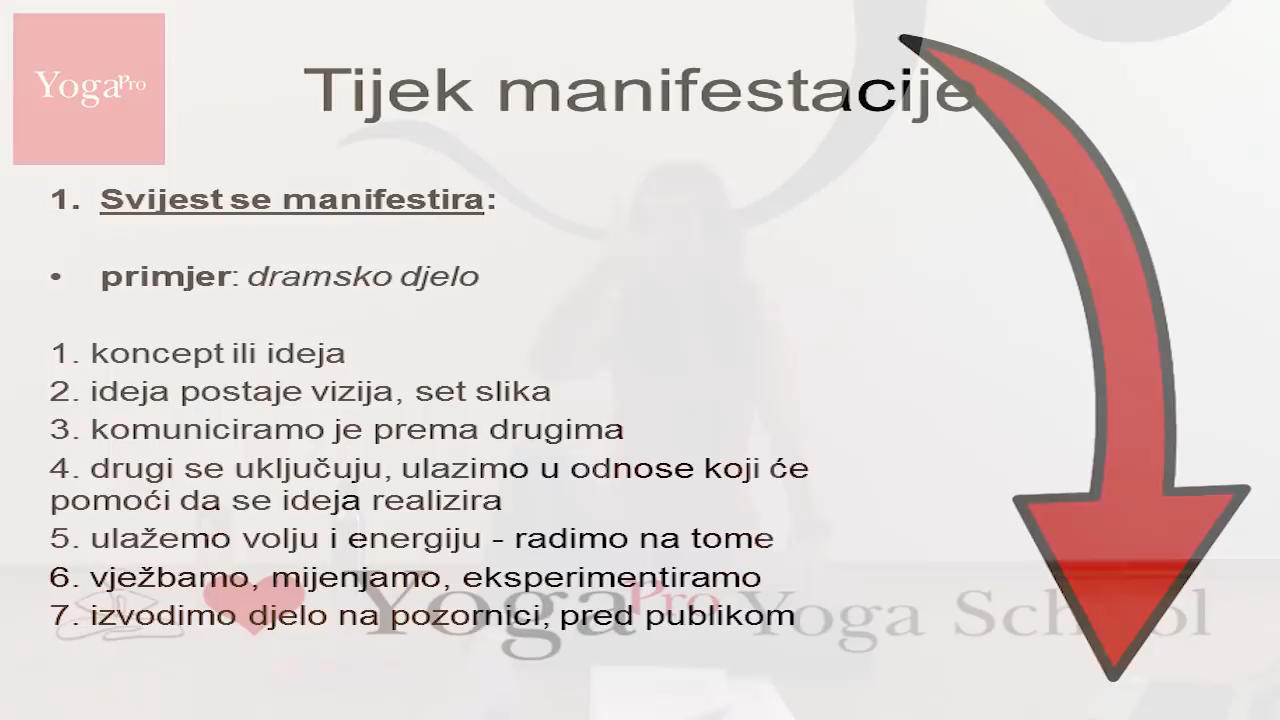 YogaPro
Tijek manifestacije
1. Svijest se manifestira:
• primjer: dramsko djelo
1. koncept ili ideja
2. ideja postaje vizija, set slika
3. komuniciramo je prema drugima
4. drugi se uključuju, ulazimo u odnose koji će
pomoći da se ideja realizira
5. ulažemo volju i energiju - radimo na tome
6. vježbamo, mijenjamo, eksperimentiramo
7. izvodimo djelo na pozornici, pred publikom
YogaPro Yoga School